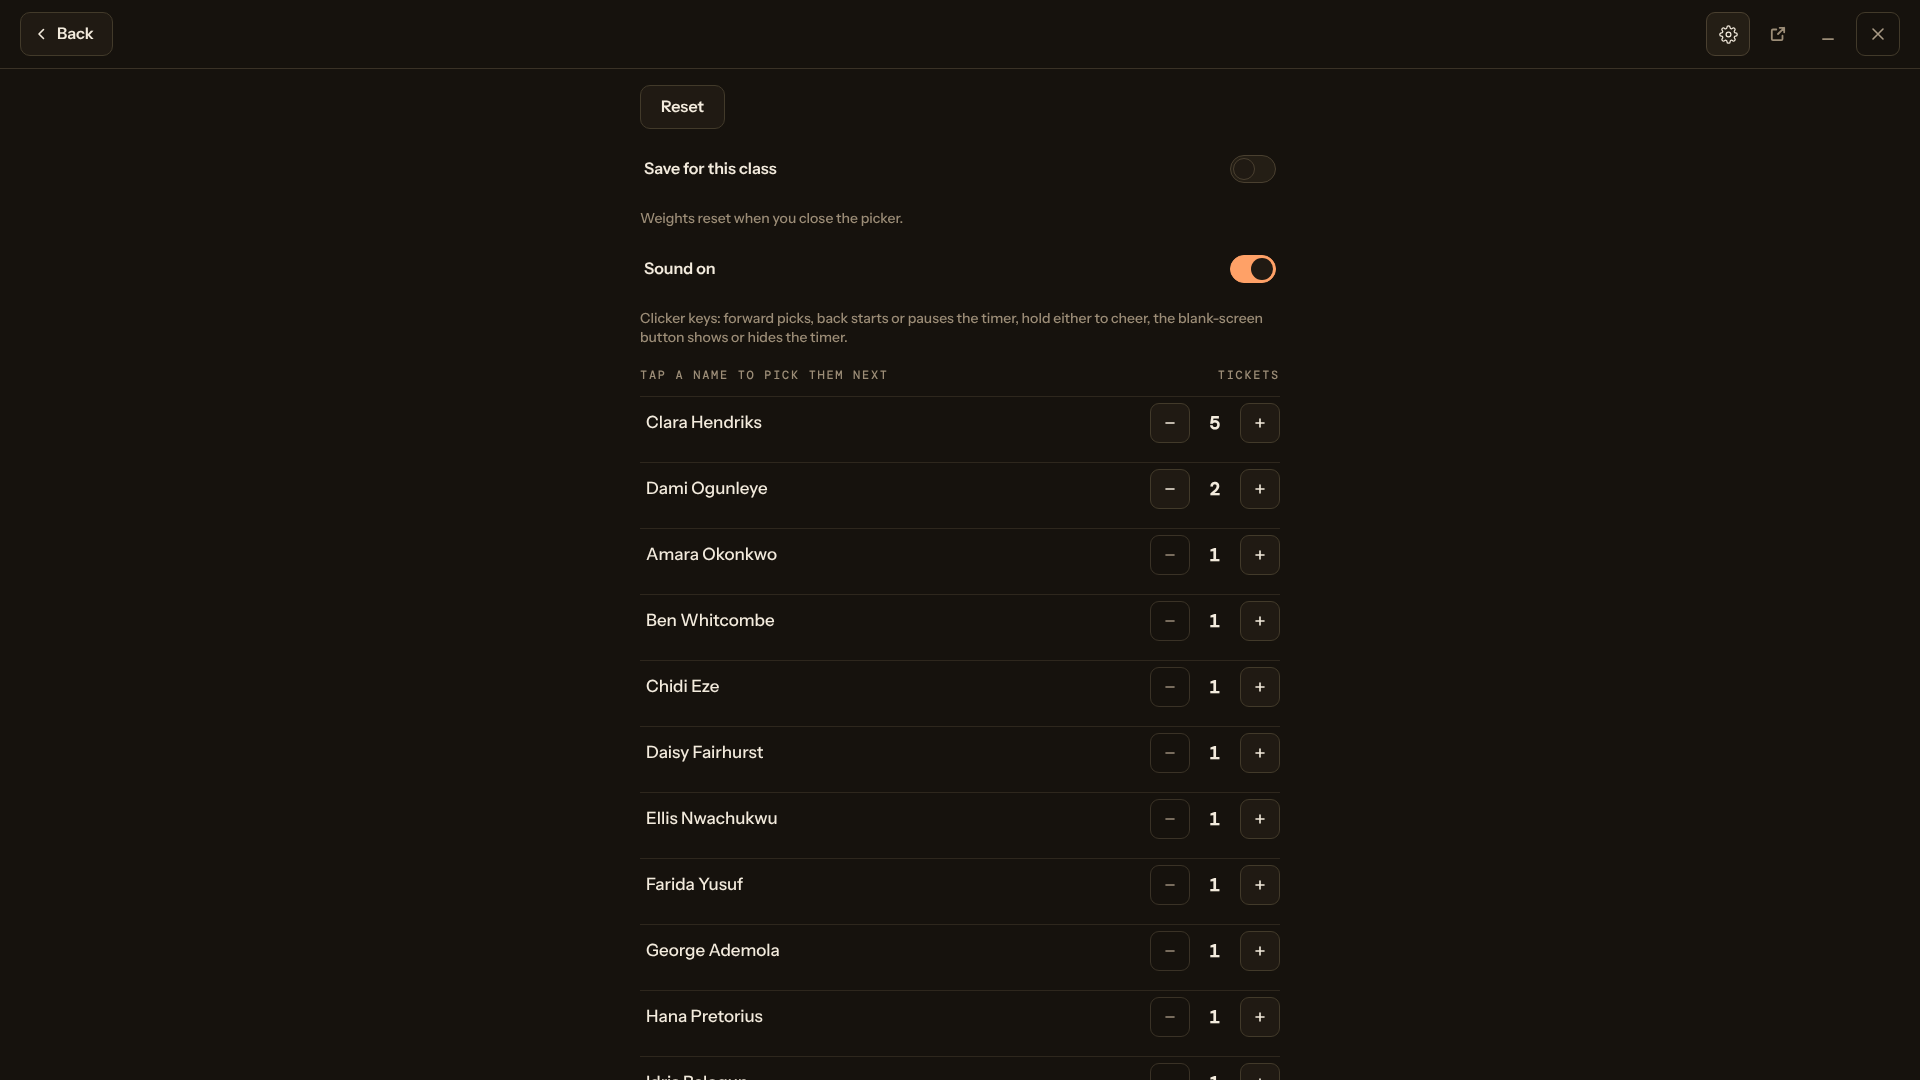 Back
Reset
Save for this class
Weights reset when you close the picker.
Sound on
Clicker keys: forward picks, back starts or pauses the timer, hold either to cheer, the blank-screen
button shows or hides the timer.
TAP A NAME TO PICK THEM NEXT TICKETS
Clara Hendriks − 5 +
Dami Ogunleye − 2 +
Amara Okonkwo − 1 +
Ben Whitcombe − 1 +
Chidi Eze − 1 +
Daisy Fairhurst − 1 +
Ellis Nwachukwu − 1 +
Farida Yusuf − 1 +
George Ademola − 1 +
Hana Pretorius − 1 +